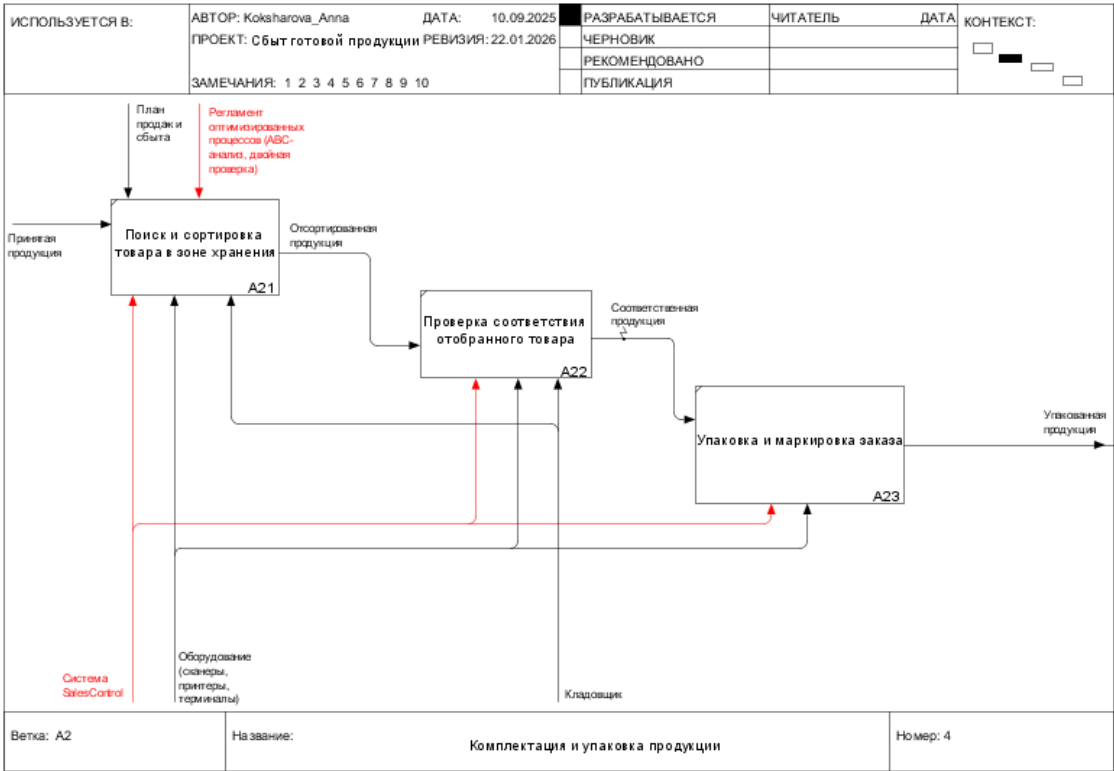 ИСПОЛЬЗУЕТСЯ В:
АВТОР: Koksharova_Anna
ДАТА: 10.09.2025
ПРОЕКТ: Сбыт готовой продукции
РЕВИЗИЯ: 22.01.2026
ЗАМЕЧАНИЯ: 1 2 3 4 5 6 7 8 9 10
РАЗРАБАТЫВАЕТСЯ
ЧЕРНОВИК
РЕКОМЕНДОВАНО
ПУБЛИКАЦИЯ
ЧИТАТЕЛЬ
ДАТА
КОНТЕКСТ:
План
продаж и
сбыта
Регламент
оптимизированных
процессов (ABC-
анализ, двойная
проверка)
Принятая
продукция
Поиск и сортировка
товара в зоне хранения
A21
Отсортированная
продукция
Проверка соответствия
отобранного товара
A22
Соответственная
продукция
Упаковка и маркировка заказа
A23
Упакованная
продукция
Система
SalesControl
Оборудование
(сканеры,
принтеры,
терминалы)
Кладовщик
Ветка: A2
Название:
Комплектация и упаковка продукции
Номер: 4